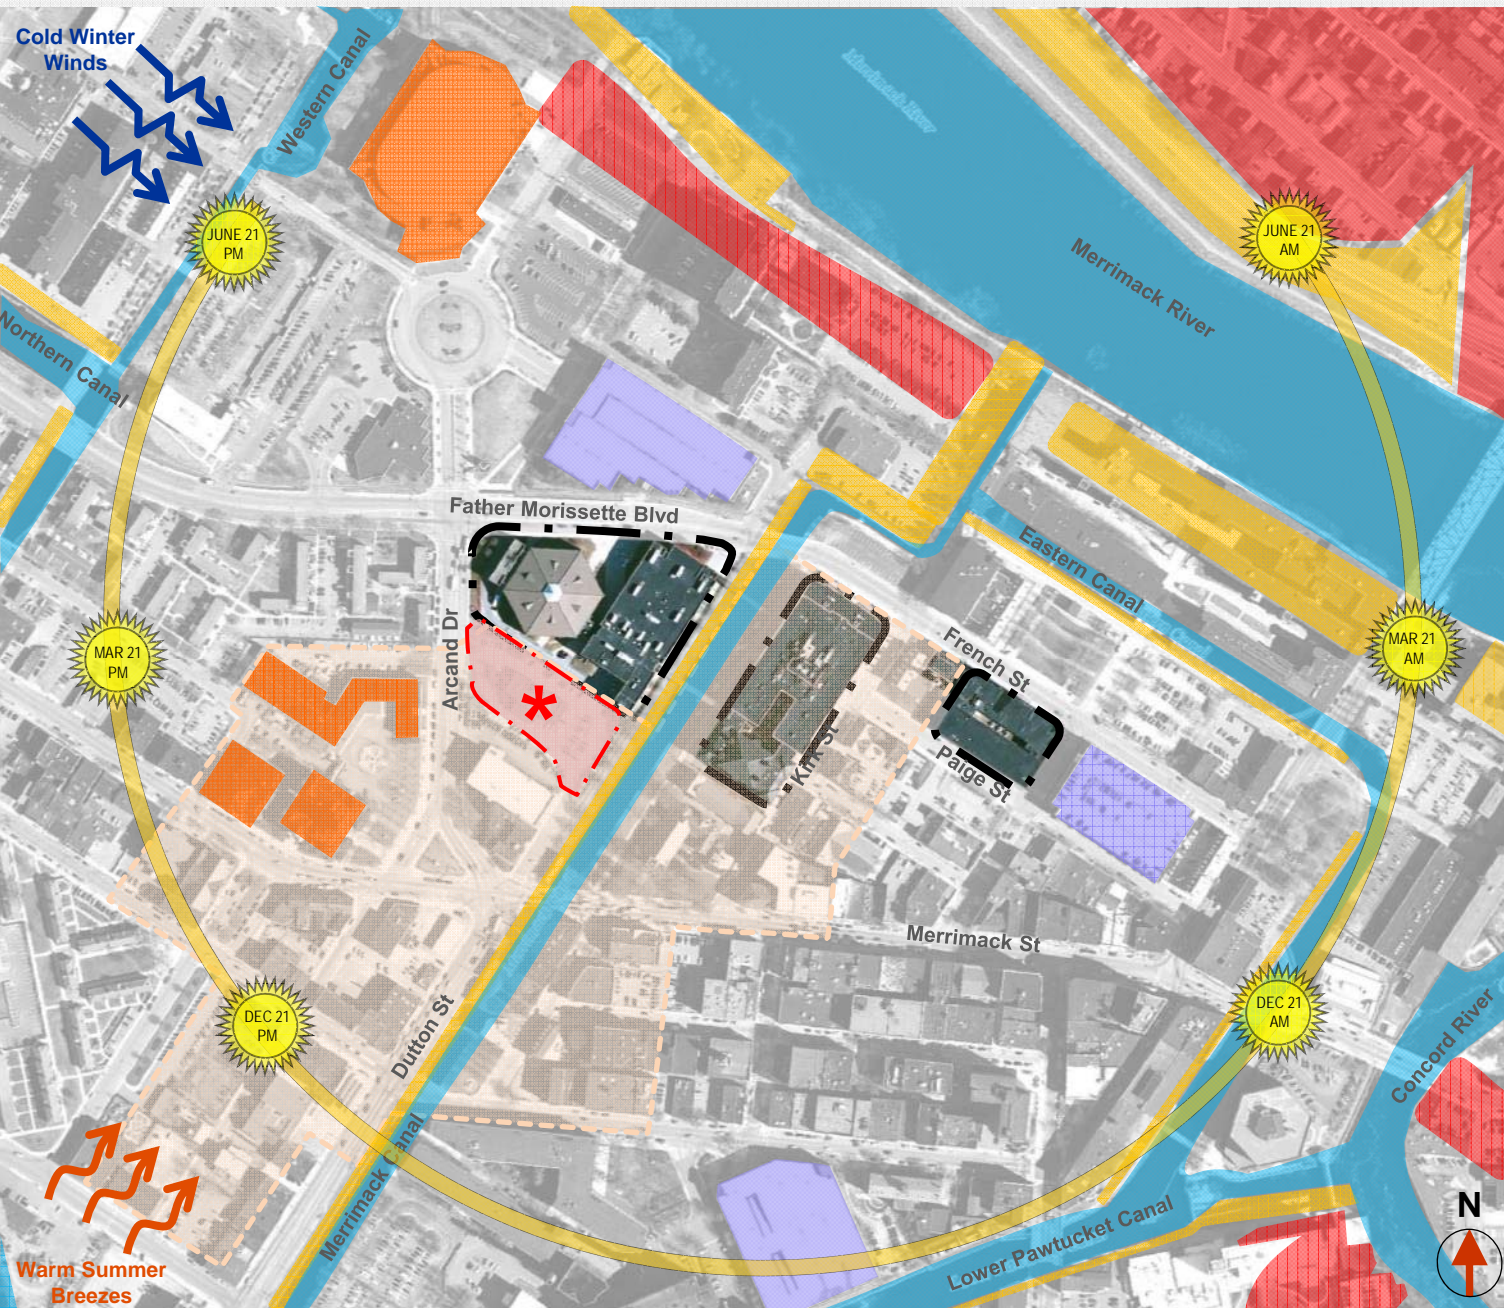 Cold Winter
Winds
Western Canal
Merrimack River
JUNE 21
PM
JUNE 21
AM
Merrimack River
Northern Canal
Father Morissette Blvd
Eastern Canal
Arcand Dr
*
French St
MAR 21
PM
MAR 21
AM
Kirk St
Paige St
Merrimack St
Dutton St
DEC 21
PM
DEC 21
AM
Concord River
Merrimack Canal
Lower Pawtucket Canal
N
Warm Summer
Breezes